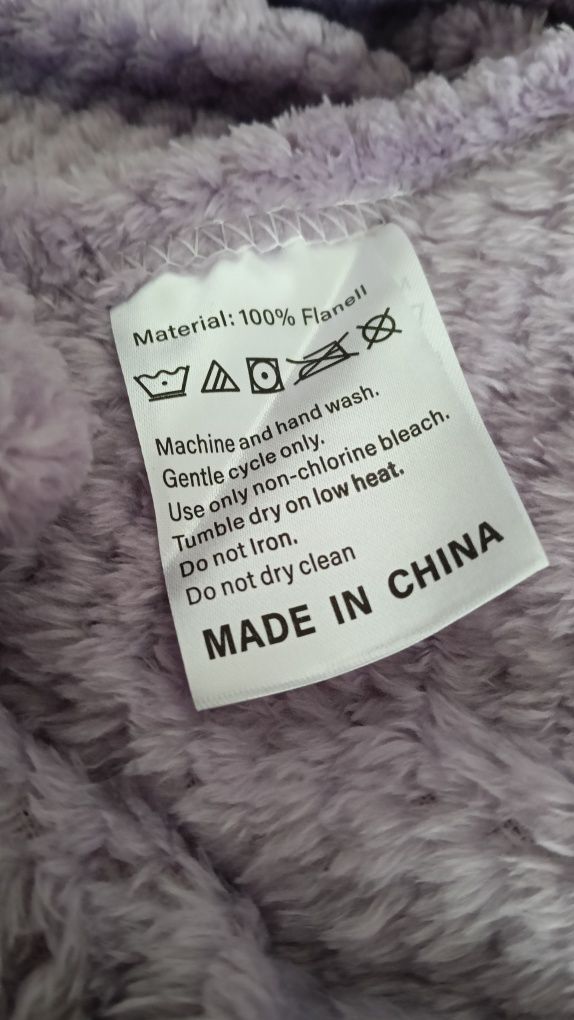 Material: 100% Flanell
Machine and hand wash.
Gentle cycle only.
Use only non-chlorine bleach.
Tumble dry on low heat.
Do not Iron.
Do not dry clean
MADE IN CHINA